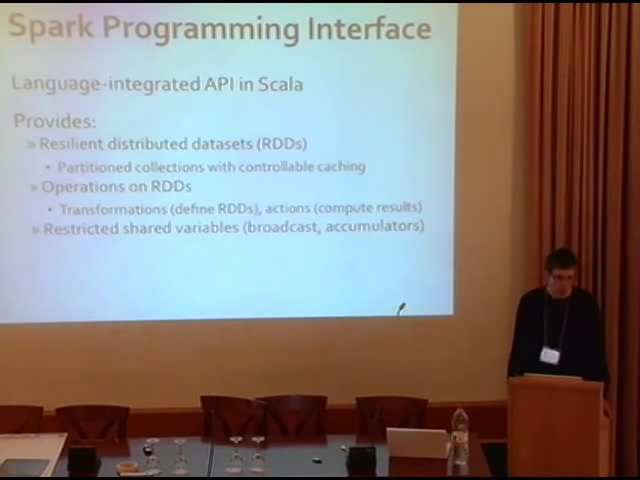 Spark Programming Interface
Language-integrated API in Scala
Provides:
» Resilient distributed datasets (RDDs)
• Partitioned collections with controllable caching
» Operations on RDDs
• Transformations (define RDDs), actions (compute results)
» Restricted shared variables (broadcast, accumulators)